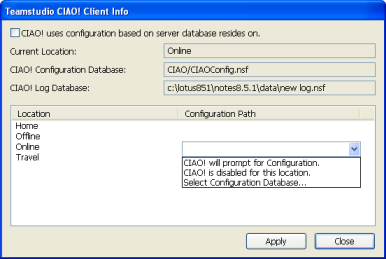 Teamstudio CIAO! Client Info
CIAO! uses configuration based on server database resides on.
Current Location: Online
CIAO! Configuration Database: CIAO/CIAOConfig.nsf
CIAO! Log Database: c:\lotus851\notes8.5.1\data\new log.nsf
Location Configuration Path
Home
Offline
Online
Travel
CIAO! will prompt for Configuration.
CIAO! is disabled for this location.
Select Configuration Database...
Apply Close